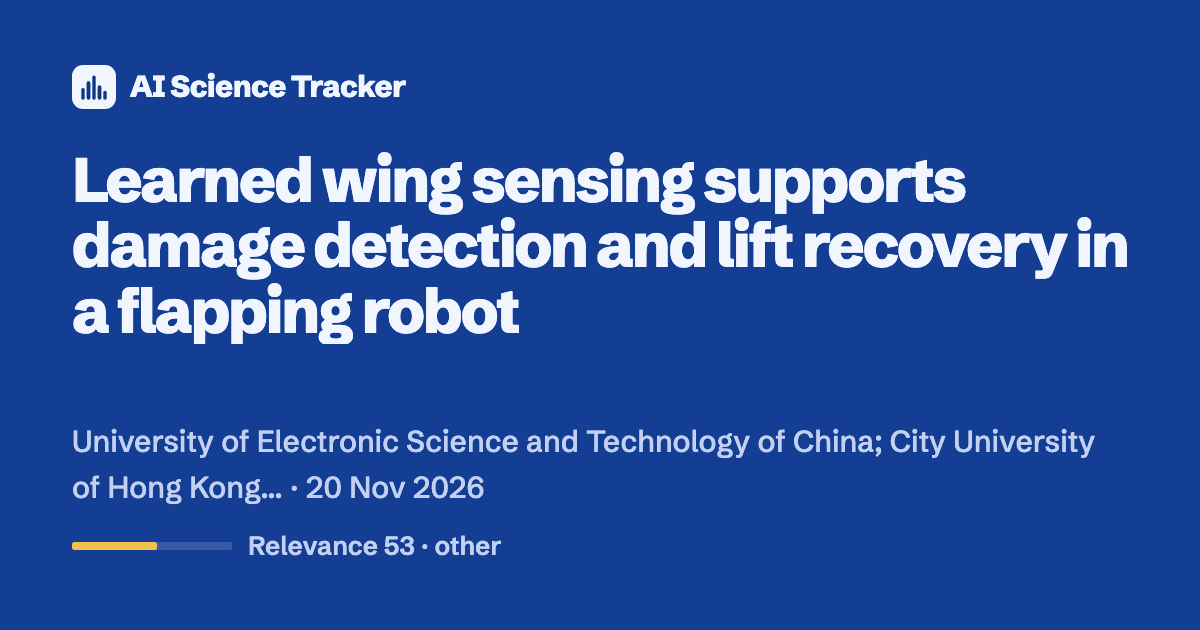 AI Science Tracker
Learned wing sensing supports
damage detection and lift recovery in
a flapping robot
University of Electronic Science and Technology of China; City University
of Hong Kong... · 20 Nov 2026
Relevance 53 · other